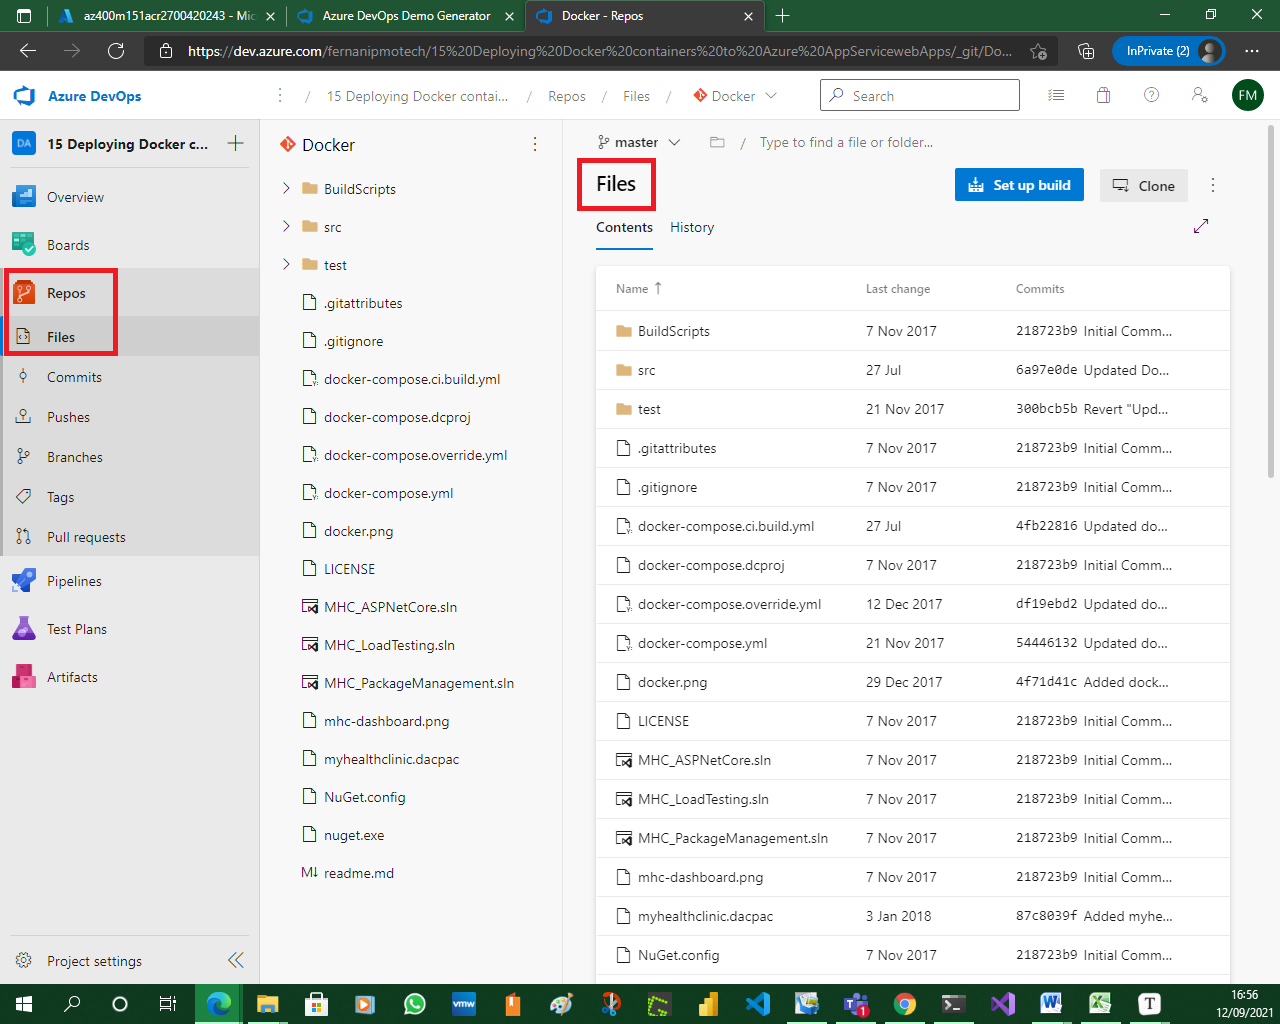 az400m151acr2700420243 - Mic
Azure DevOps Demo Generator
Docker - Repos
https://dev.azure.com/fernanipmotech/15%20Deploying%20Docker%20containers%20to%20Azure%20AppServicewebApps/_git/Do...
InPrivate (2)
Azure DevOps
/ 15 Deploying Docker contai... / Repos / Files / Docker
Search
FM
DA 15 Deploying Docker c...
Overview
Boards
Repos
Files
Commits
Pushes
Branches
Tags
Pull requests
Pipelines
Test Plans
Artifacts
Project settings
Docker
BuildScripts
src
test
.gitattributes
.gitignore
docker-compose.ci.build.yml
docker-compose.dcproj
docker-compose.override.yml
docker-compose.yml
docker.png
LICENSE
MHC_ASPNetCore.sln
MHC_LoadTesting.sln
MHC_PackageManagement.sln
mhc-dashboard.png
myhealthclinic.dacpac
NuGet.config
nuget.exe
M↓ readme.md
master / Type to find a file or folder...
Files
Set up build
Clone
Contents History
Name ↑ Last change Commits
BuildScripts 7 Nov 2017 218723b9 Initial Comm...
src 27 Jul 6a97e0de Updated Do...
test 21 Nov 2017 300bcb5b Revert "Upd...
.gitattributes 7 Nov 2017 218723b9 Initial Comm...
.gitignore 7 Nov 2017 218723b9 Initial Comm...
docker-compose.ci.build.yml 27 Jul 4fb22816 Updated do...
docker-compose.dcproj 7 Nov 2017 218723b9 Initial Comm...
docker-compose.override.yml 12 Dec 2017 df19ebd2 Updated do...
docker-compose.yml 21 Nov 2017 54446132 Updated do...
docker.png 29 Dec 2017 4f71d41c Added dock...
LICENSE 7 Nov 2017 218723b9 Initial Comm...
MHC_ASPNetCore.sln 7 Nov 2017 218723b9 Initial Comm...
MHC_LoadTesting.sln 7 Nov 2017 218723b9 Initial Comm...
MHC_PackageManagement.sln 7 Nov 2017 218723b9 Initial Comm...
mhc-dashboard.png 7 Nov 2017 218723b9 Initial Comm...
myhealthclinic.dacpac 3 Jan 2018 87c8039f Added myhe...
NuGet.config 7 Nov 2017 218723b9 Initial Comm...
vmw
1
T
16:56
12/09/2021